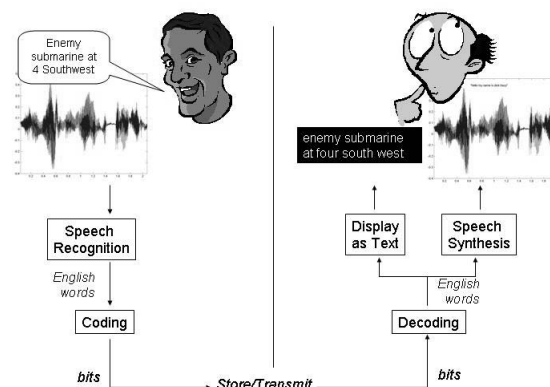 Enemy
submarine at
4 Southwest
Speech
Recognition
English
words
Coding
bits
Store/Transmit
enemy submarine
at four south west
Display
as Text
Speech
Synthesis
English
words
Decoding
bits